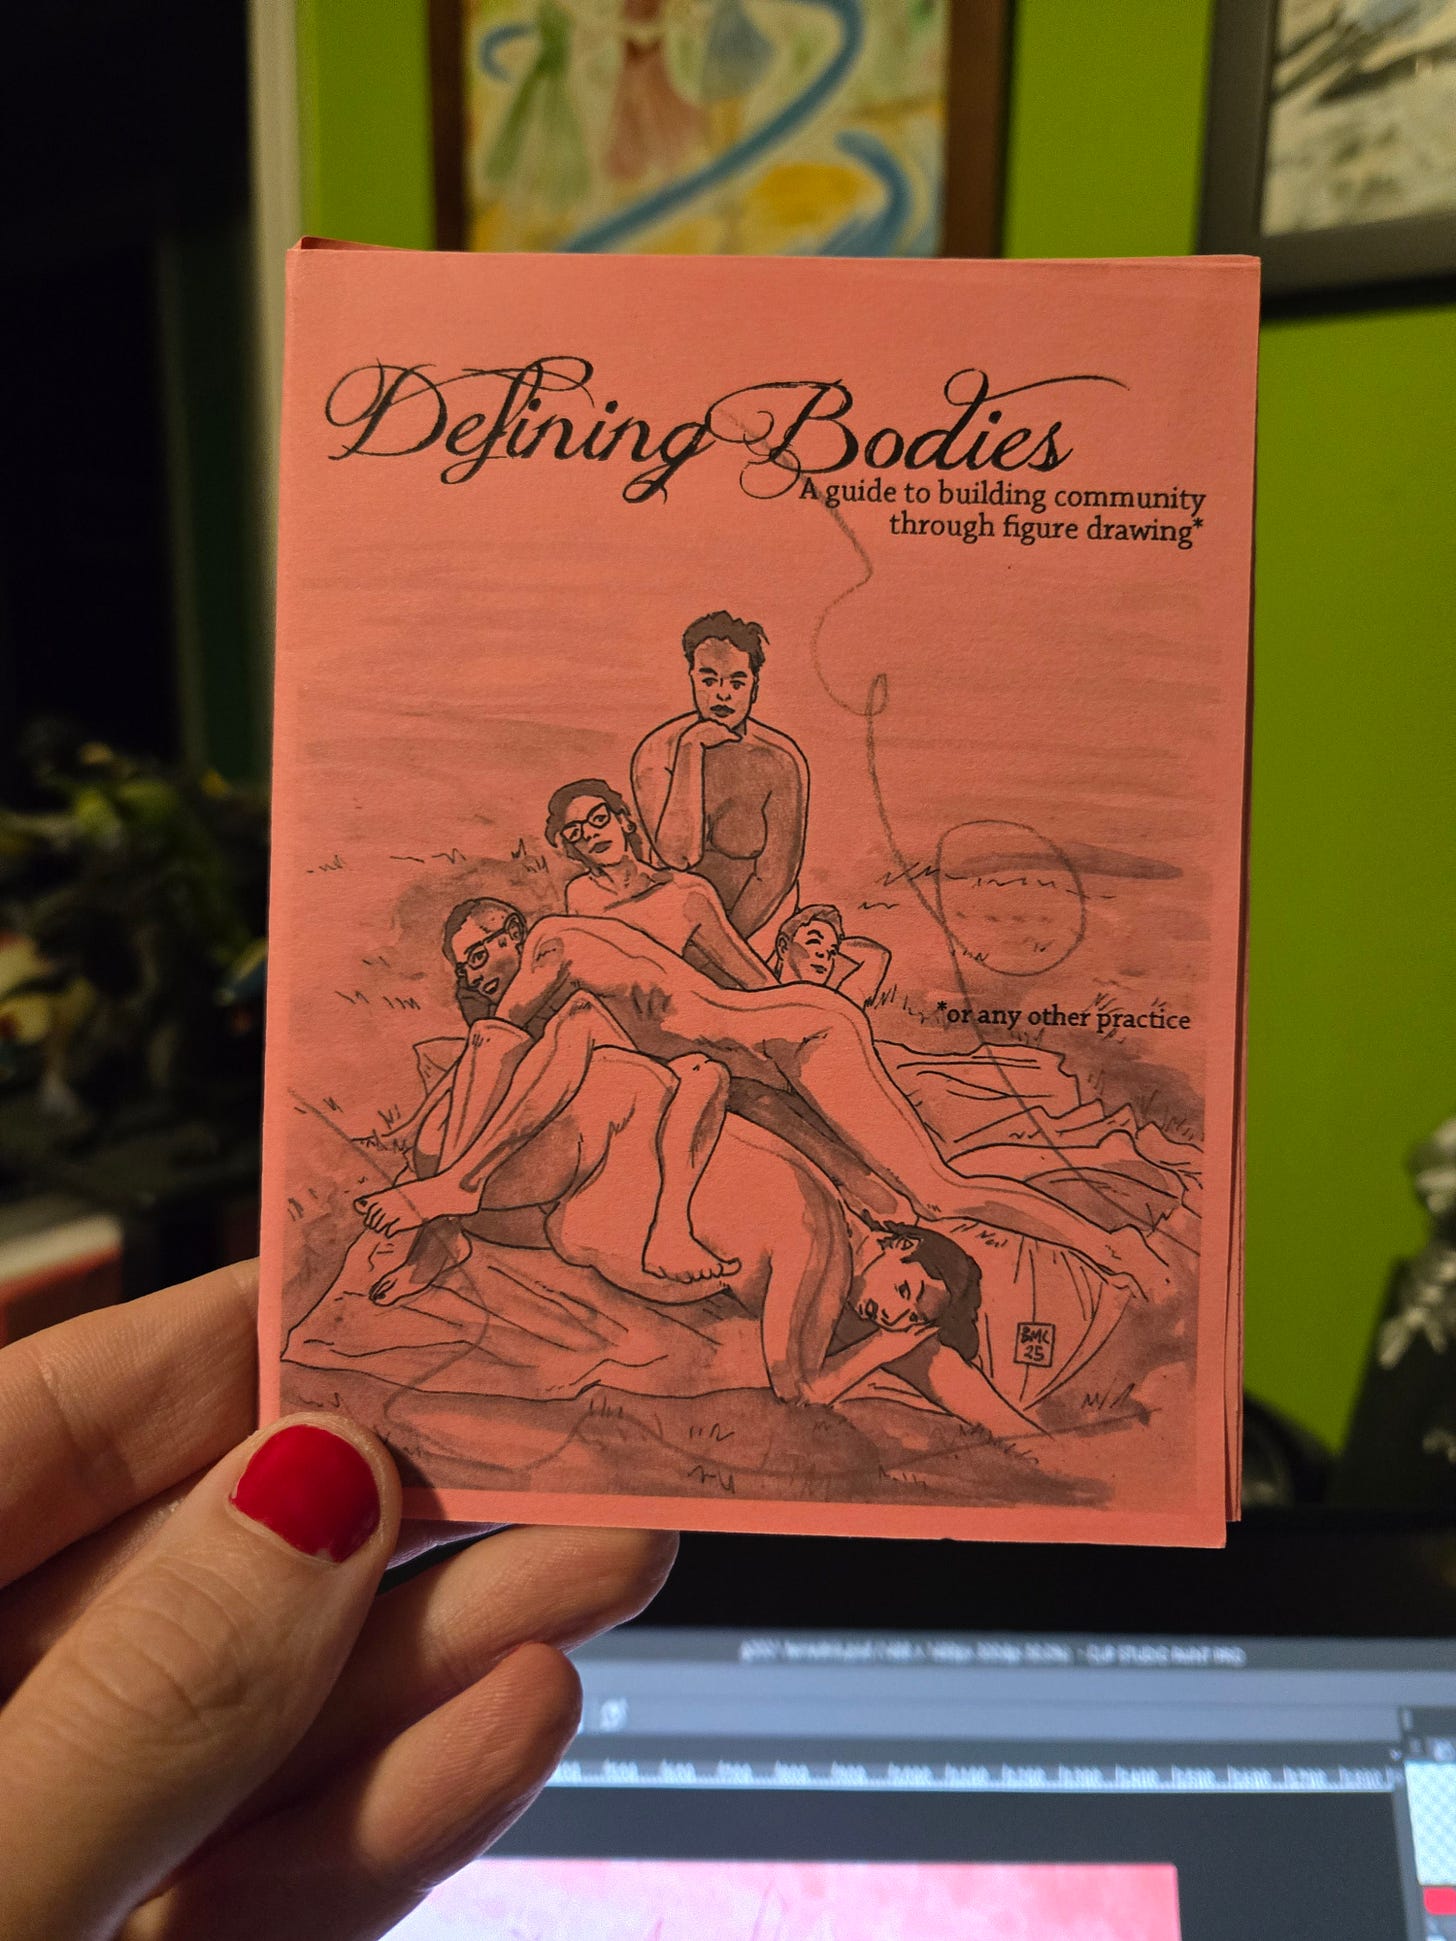 Defining Bodies
A guide to building community
through figure drawing*
*or any other practice
BMC
25